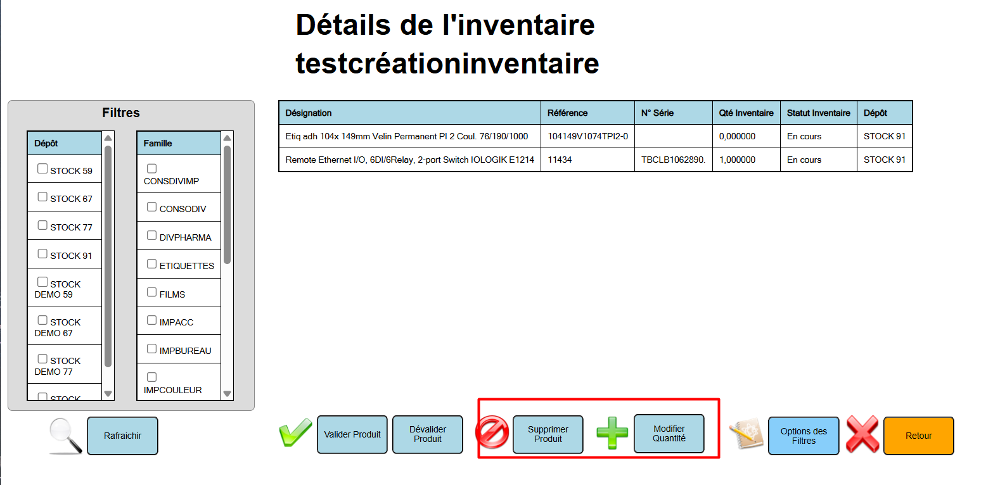 Détails de l'inventaire
testcréationinventaire
Filtres
Dépôt
STOCK 59
STOCK 67
STOCK 77
STOCK 91
STOCK
DEMO 59
STOCK
DEMO 67
STOCK
DEMO 77
STOCK
Famille
CONSDIVIMP
CONSODIV
DIVPHARMA
ETIQUETTES
FILMS
IMPACC
IMPBUREAU
IMPCOULEUR
Désignation Référence N° Série Qté Inventaire Statut Inventaire Dépôt
Etiq adh 104x 149mm Velin Permanent PI 2 Coul. 76/190/1000 104149V1074TPI2-0 0,000000 En cours STOCK 91
Remote Ethernet I/O, 6DI/6Relay, 2-port Switch IOLOGIK E1214 11434 TBCLB1062890. 1,000000 En cours STOCK 91
Rafraichir
Valider Produit
Dévalider
Produit
Supprimer
Produit
Modifier
Quantité
Options des
Filtres
Retour